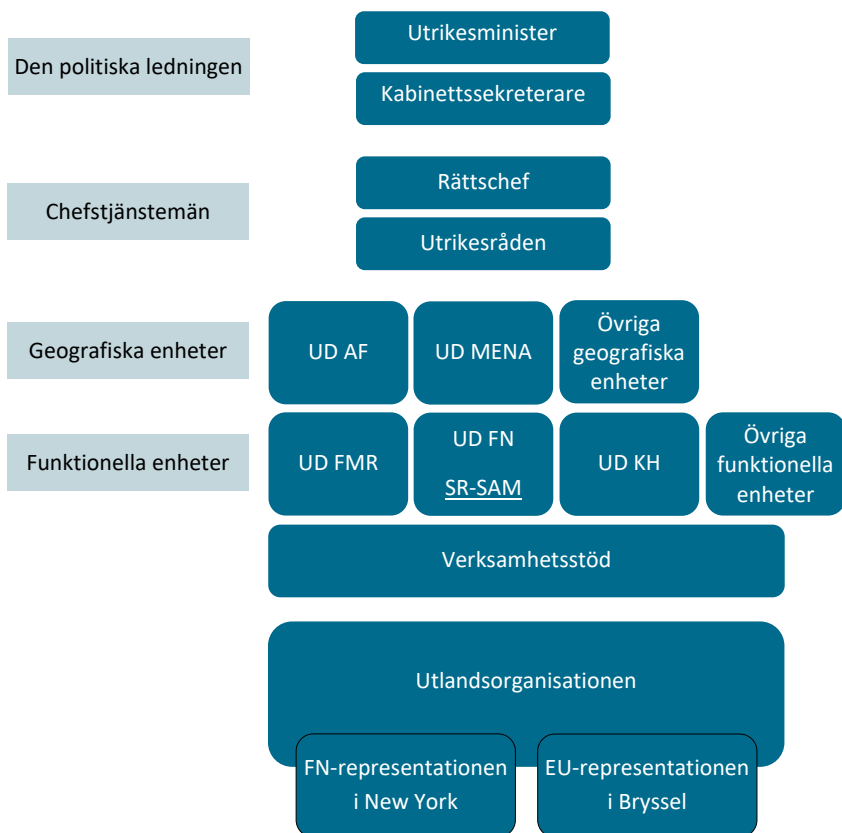 Den politiska ledningen
Utrikesminister
Kabinettssekreterare
Chefstjänstemän
Rättschef
Utrikesråden
Geografiska enheter
UD AF
UD MENA
Övriga
geografiska
enheter
Funktionella enheter
UD FMR
UD FN
SR-SAM
UD KH
Övriga
funktionella
enheter
Verksamhetsstöd
Utlandsorganisationen
FN-representationen
i New York
EU-representationen
i Bryssel